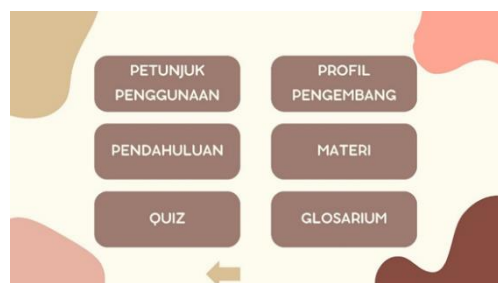 PETUNJUK
PENGGUNAAN
PROFIL
PENGEMBANG
PENDAHULUAN
MATERI
QUIZ
GLOSARIUM